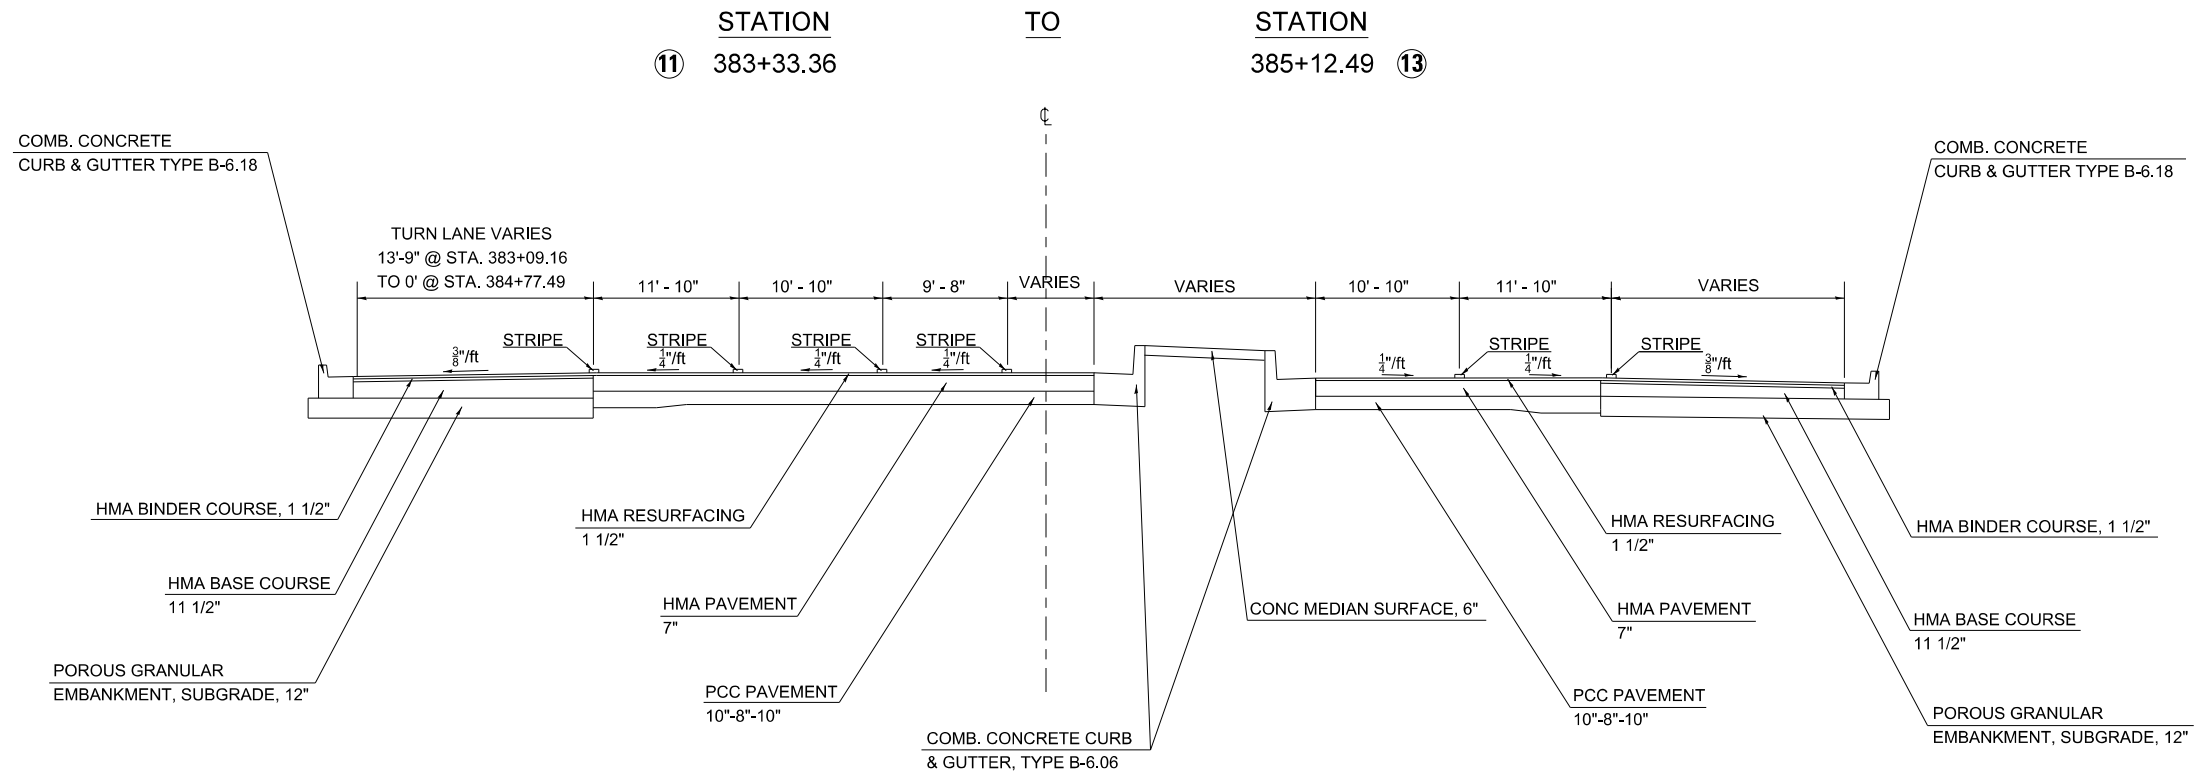 STATION TO STATION
11 383+33.36 385+12.49 13
℄
COMB. CONCRETE
CURB & GUTTER TYPE B-6.18
COMB. CONCRETE
CURB & GUTTER TYPE B-6.18
TURN LANE VARIES
13'-9" @ STA. 383+09.16
TO 0' @ STA. 384+77.49
11' - 10"
10' - 10"
9' - 8"
VARIES
VARIES
10' - 10"
11' - 10"
VARIES
STRIPE
STRIPE
STRIPE
STRIPE
STRIPE
STRIPE
3/8"/ft
1/4"/ft
1/4"/ft
1/4"/ft
1/4"/ft
1/4"/ft
3/8"/ft
HMA BINDER COURSE, 1 1/2"
HMA BASE COURSE
11 1/2"
POROUS GRANULAR
EMBANKMENT, SUBGRADE, 12"
HMA RESURFACING
1 1/2"
HMA PAVEMENT
7"
PCC PAVEMENT
10"-8"-10"
COMB. CONCRETE CURB
& GUTTER, TYPE B-6.06
CONC MEDIAN SURFACE, 6"
HMA RESURFACING
1 1/2"
HMA PAVEMENT
7"
PCC PAVEMENT
10"-8"-10"
HMA BINDER COURSE, 1 1/2"
HMA BASE COURSE
11 1/2"
POROUS GRANULAR
EMBANKMENT, SUBGRADE, 12"